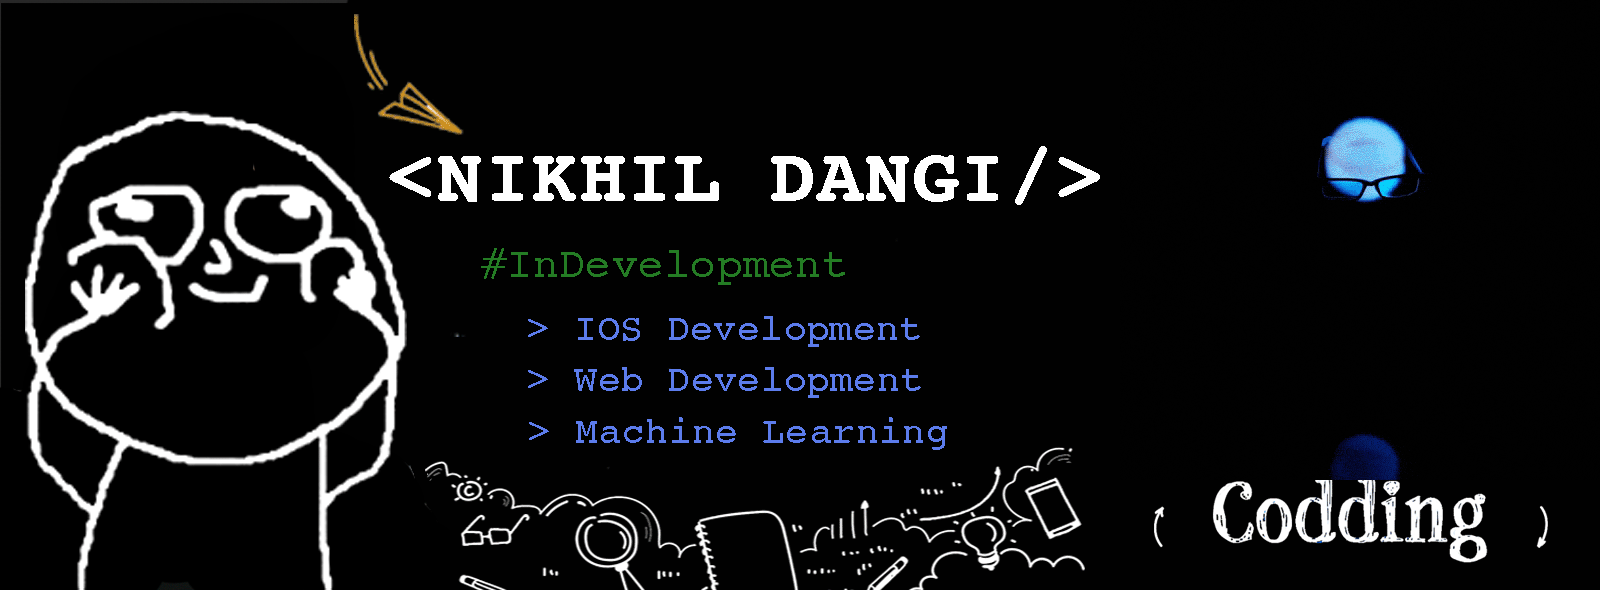 <NIKHIL DANGI/>
#InDevelopment
> IOS Development
> Web Development
> Machine Learning
©
Codding